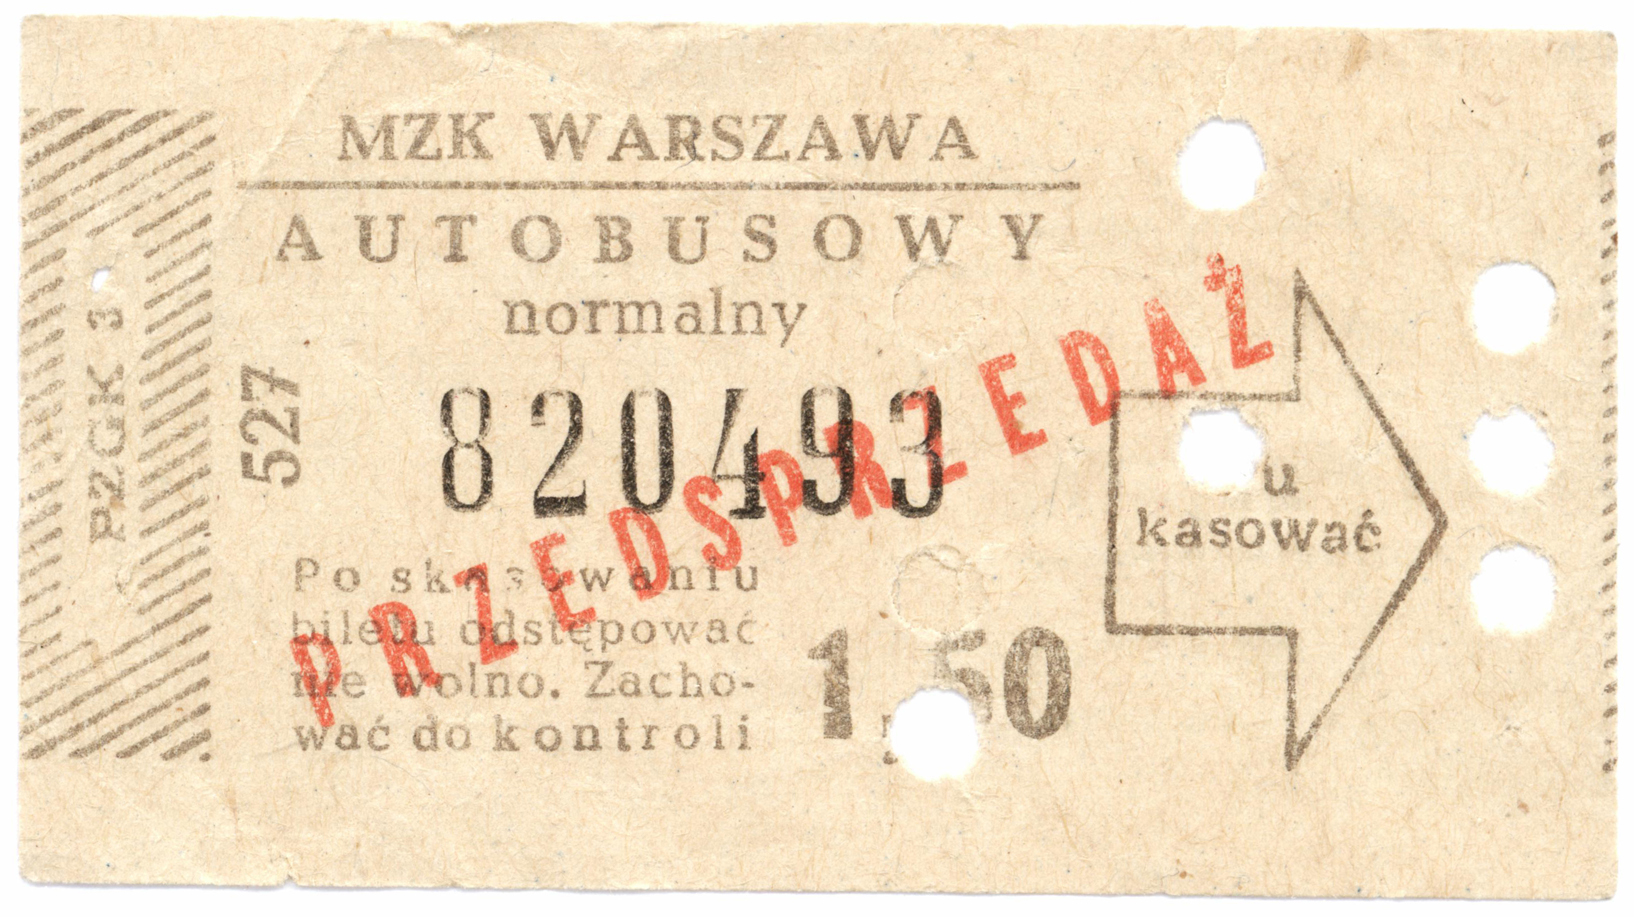 MZK WARSZAWA
AUTOBUSOWY
normalny
527
820493
PRZEDSPRZEDAŻ
Po skasowaniu
biletu odstępować
nie wolno. Zacho-
wać do kontroli
1,50
u
kasować
PZGK 3